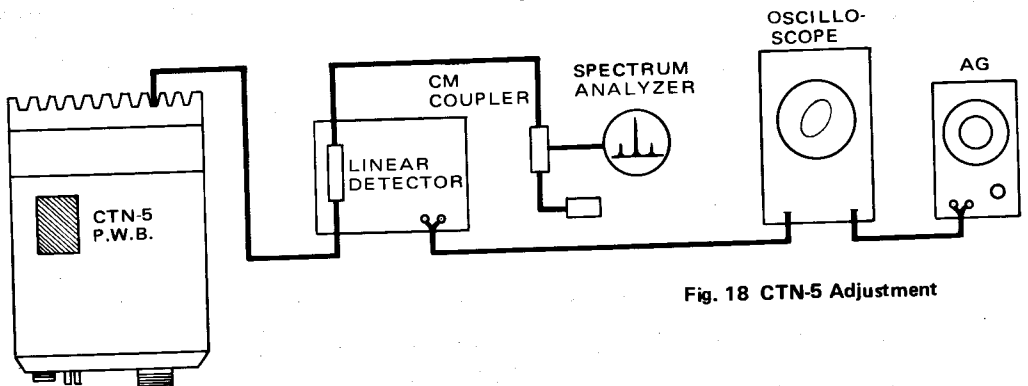 OSCILLO-
SCOPE
AG
SPECTRUM
ANALYZER
CM
COUPLER
LINEAR
DETECTOR
CTN-5
P.W.B.
Fig. 18 CTN-5 Adjustment